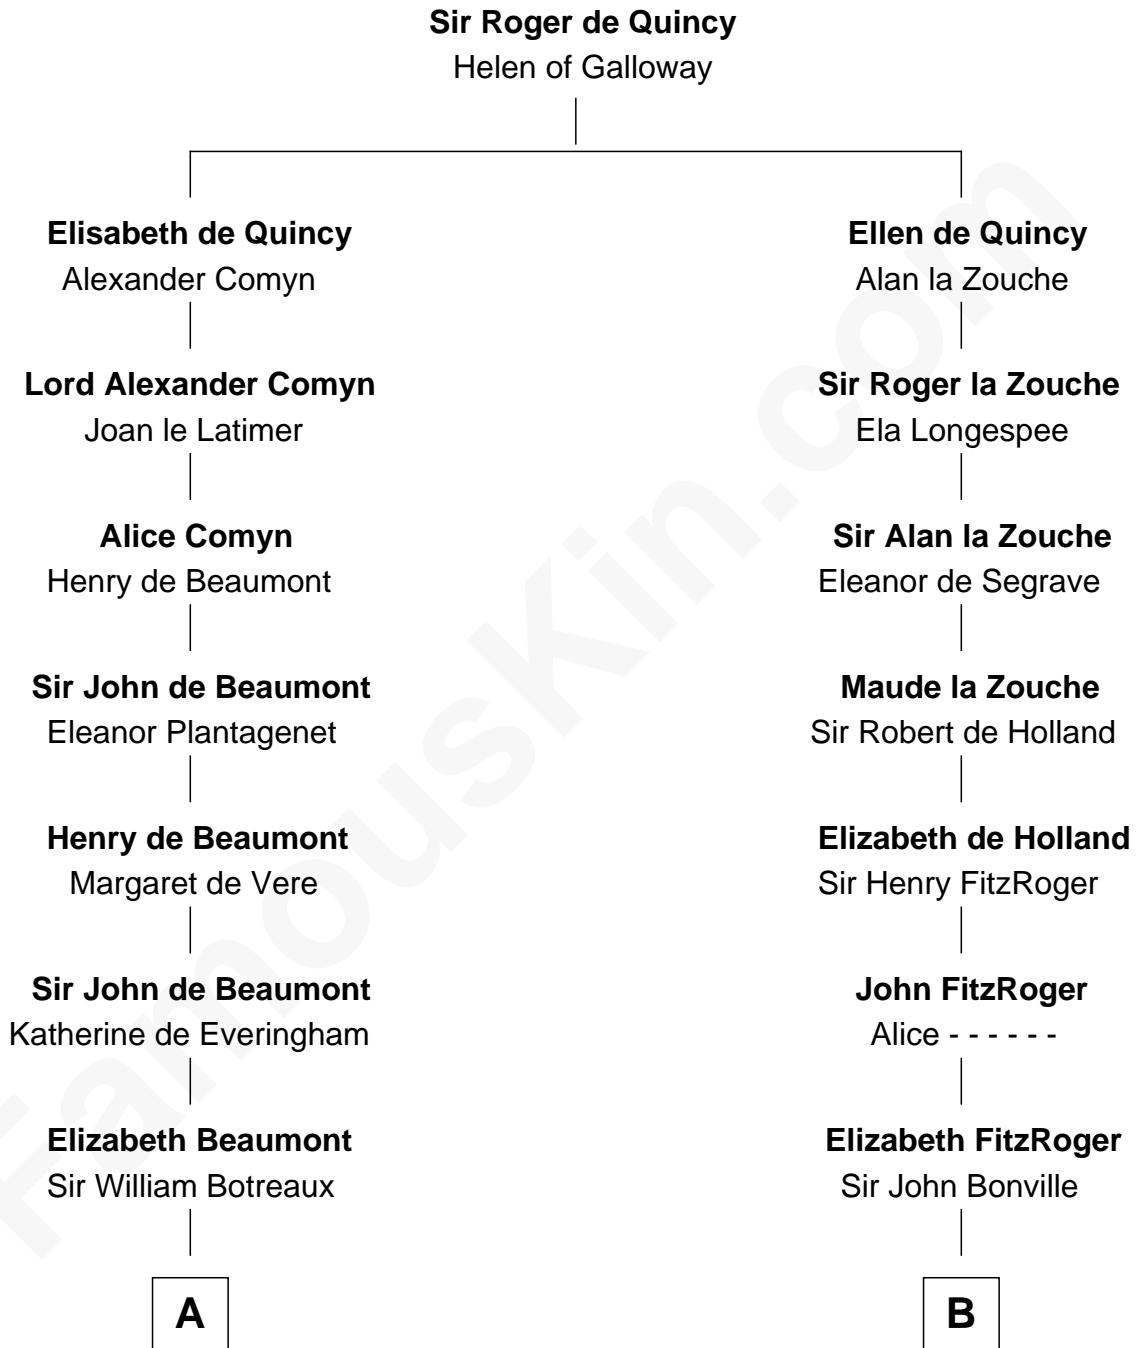 Sir Roger de Quincy
Helen of Galloway
Elisabeth de Quincy
Alexander Comyn
Ellen de Quincy
Alan la Zouche
Lord Alexander Comyn
Joan le Latimer
Sir Roger la Zouche
Ela Longespee
Alice Comyn
Henry de Beaumont
Sir Alan la Zouche
Eleanor de Segrave
Sir John de Beaumont
Eleanor Plantagenet
Maude la Zouche
Sir Robert de Holland
Henry de Beaumont
Margaret de Vere
Elizabeth de Holland
Sir Henry FitzRoger
Sir John de Beaumont
Katherine de Everingham
John FitzRoger
Alice - - - - - -
Elizabeth Beaumont
Sir William Botreaux
Elizabeth FitzRoger
Sir John Bonville
A
B
FamousKin.com